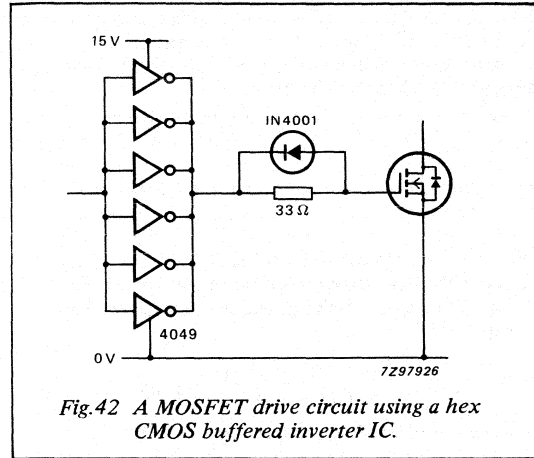 15 V
IN4001
33 Ω
4049
0 V
7Z97926
Fig.42 A MOSFET drive circuit using a hex
CMOS buffered inverter IC.